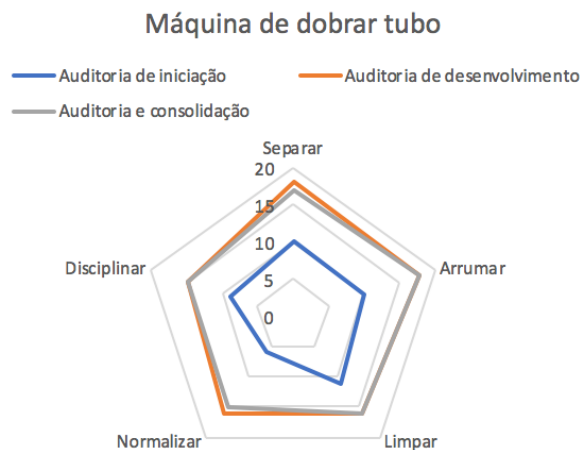 Máquina de dobrar tubo
Auditoria de iniciação
Auditoria de desenvolvimento
Auditoria e consolidação
Separar
20
15
10
5
0
Disciplinar
Arrumar
Normalizar
Limpar